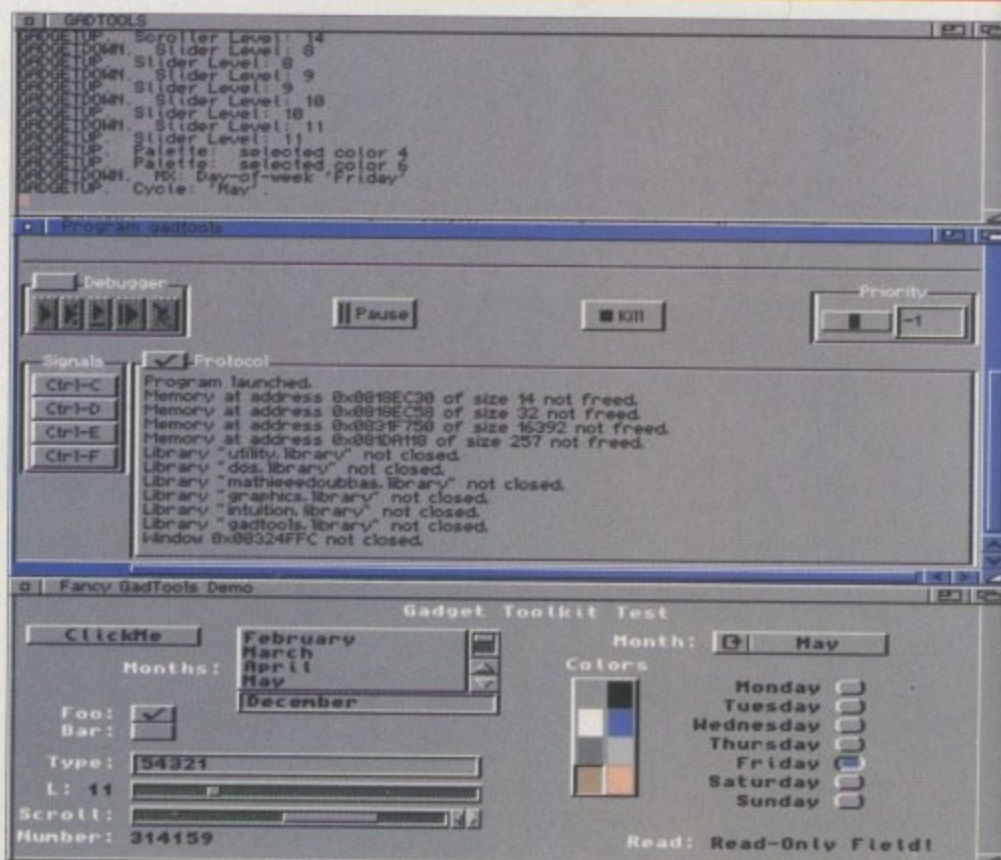 GADTOOLS
GADGETUP. Scroller Level: 14
GADGETDOWN. Slider Level: 8
GADGETUP. Slider Level: 8
GADGETDOWN. Slider Level: 9
GADGETUP. Slider Level: 9
GADGETDOWN. Slider Level: 10
GADGETUP. Slider Level: 10
GADGETDOWN. Slider Level: 11
GADGETUP. Slider Level: 11
GADGETUP. Palette: selected color 4
GADGETUP. Palette: selected color 6
GADGETDOWN. MX: Day-of-week 'Friday'
GADGETUP. Cycle: 'May'.
Program gadtools
Debugger
Pause
Kill
Priority
-1
Signals
Ctrl-C
Ctrl-D
Ctrl-E
Ctrl-F
Protocol
Program launched.
Memory at address 0x0818EC30 of size 14 not freed.
Memory at address 0x0818EC58 of size 32 not freed.
Memory at address 0x0831F750 of size 16392 not freed.
Memory at address 0x081DA118 of size 257 not freed.
Library "utility.library" not closed.
Library "dos.library" not closed.
Library "mathieeedoubbas.library" not closed.
Library "graphics.library" not closed.
Library "intuition.library" not closed.
Library "gadtools.library" not closed.
Window 0x08324FFC not closed.
Fancy GadTools Demo
Gadget Toolkit Test
ClickMe
Months:
February
March
April
May
December
Foo:
Bar:
Type: 54321
L: 11
Scroll:
Number: 314159
Month: May
Colors
Monday
Tuesday
Wednesday
Thursday
Friday
Saturday
Sunday
Read: Read-Only Field!